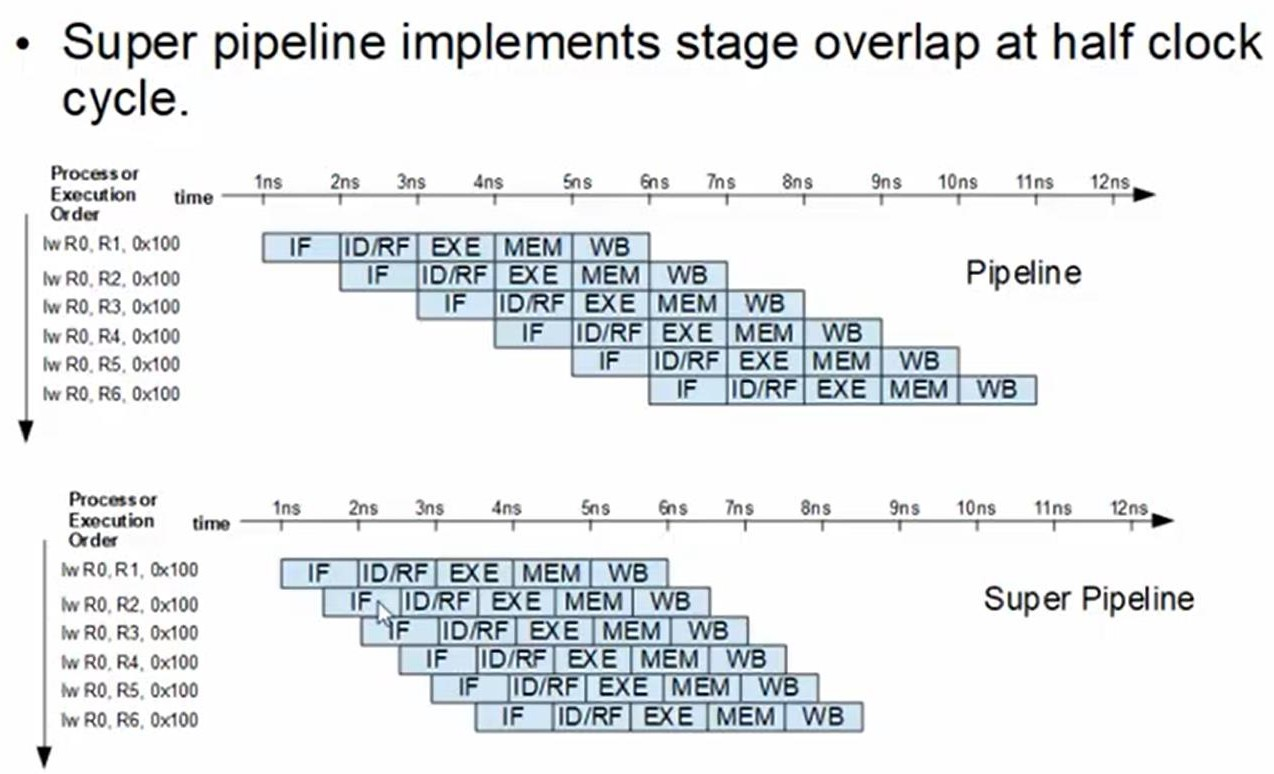 • Super pipeline implements stage overlap at half clock
cycle.
Processor
Execution
Order
time
1ns 2ns 3ns 4ns 5ns 6ns 7ns 8ns 9ns 10ns 11ns 12ns
lw R0, R1, 0x100 IF ID/RF EXE MEM WB
lw R0, R2, 0x100 IF ID/RF EXE MEM WB
lw R0, R3, 0x100 IF ID/RF EXE MEM WB
lw R0, R4, 0x100 IF ID/RF EXE MEM WB
lw R0, R5, 0x100 IF ID/RF EXE MEM WB
lw R0, R6, 0x100 IF ID/RF EXE MEM WB
Pipeline
Processor
Execution
Order
time
1ns 2ns 3ns 4ns 5ns 6ns 7ns 8ns 9ns 10ns 11ns 12ns
lw R0, R1, 0x100 IF ID/RF EXE MEM WB
lw R0, R2, 0x100 IF ID/RF EXE MEM WB
lw R0, R3, 0x100 IF ID/RF EXE MEM WB
lw R0, R4, 0x100 IF ID/RF EXE MEM WB
lw R0, R5, 0x100 IF ID/RF EXE MEM WB
lw R0, R6, 0x100 IF ID/RF EXE MEM WB
Super Pipeline